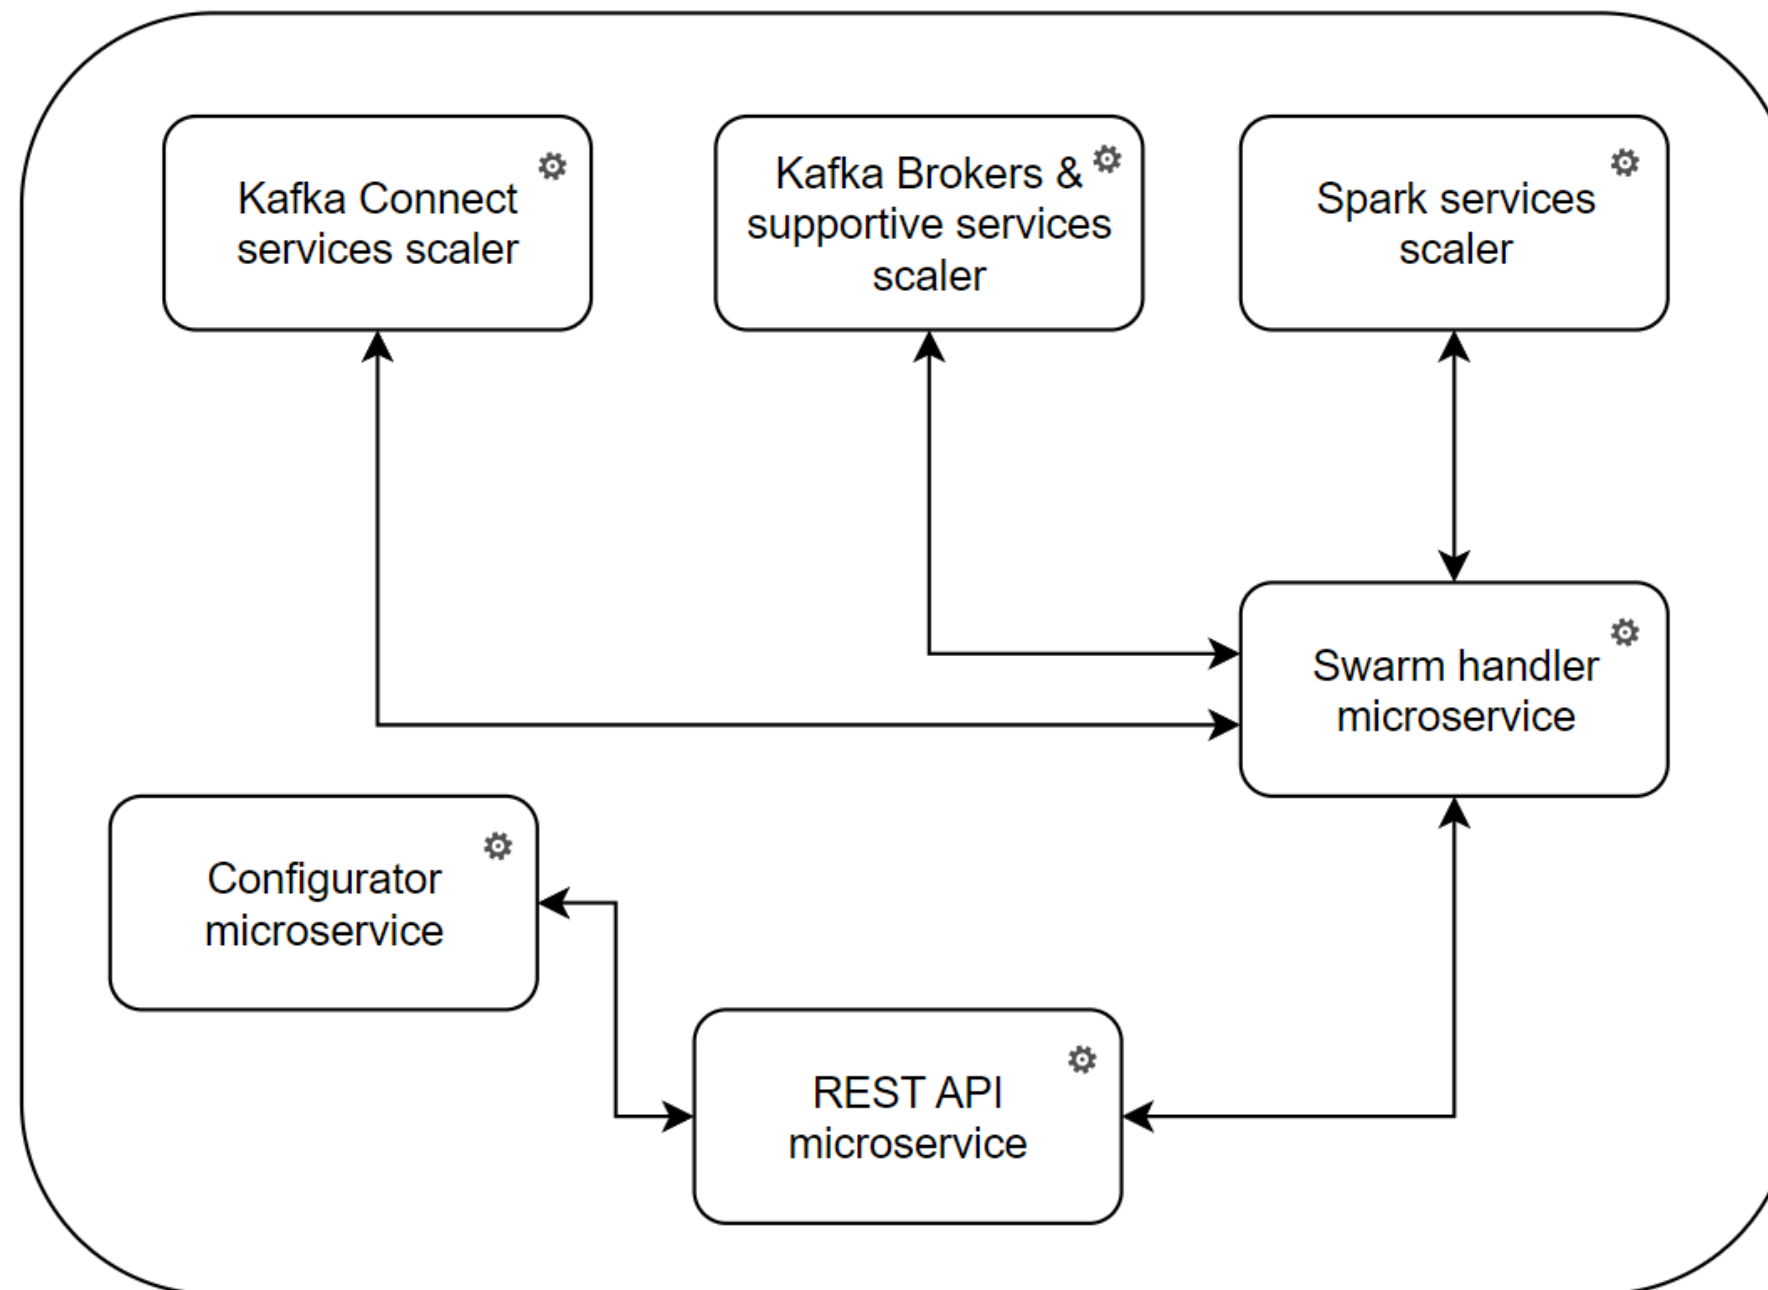 Kafka Connect
services scaler
Kafka Brokers &
supportive services
scaler
Spark services
scaler
Swarm handler
microservice
Configurator
microservice
REST API
microservice